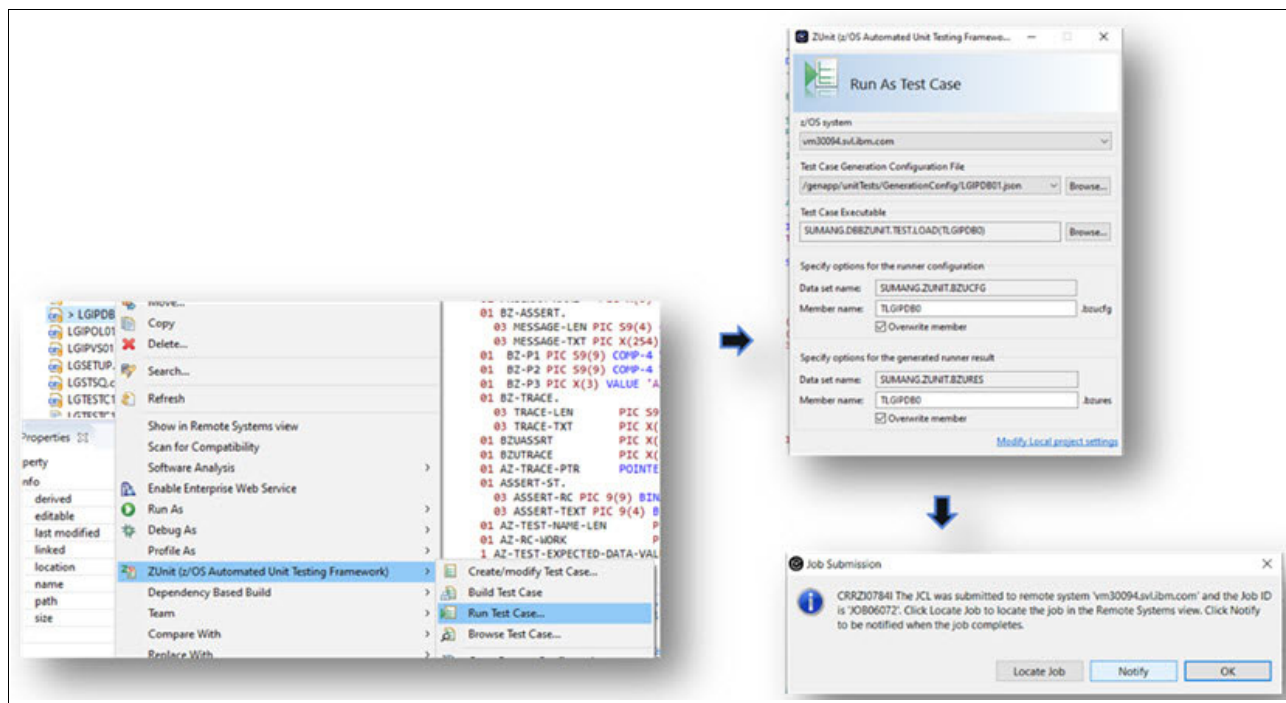 Move...
> LGIPDB
Copy
LGIPOL01
Delete...
LGIPVS01
LGSETUP.
Search...
LGSTSQ.c
LGTESTC1
Refresh
LGTESTC1
Show in Remote Systems view
Scan for Compatibility
Software Analysis
Enable Enterprise Web Service
Run As
Debug As
Profile As
ZUnit (z/OS Automated Unit Testing Framework)
Dependency Based Build
Team
Compare With
Replace With
Properties
perty
nfo
derived
editable
last modified
linked
location
name
path
size
01 BZ-ASSERT.
03 MESSAGE-LEN PIC S9(4)
03 MESSAGE-TXT PIC X(254)
01 BZ-P1 PIC S9(9) COMP-4
01 BZ-P2 PIC S9(9) COMP-4
01 BZ-P3 PIC X(3) VALUE 'A
01 BZ-TRACE.
03 TRACE-LEN PIC S9
03 TRACE-TXT PIC X(
01 BZUASSRT PIC X(
01 BZUTRACE PIC X(
01 AZ-TRACE-PTR POINTE
01 ASSERT-ST.
03 ASSERT-RC PIC 9(9) BIN
03 ASSERT-TEXT PIC 9(4) B
01 AZ-TEST-NAME-LEN P
01 AZ-RC-WORK P
1 AZ-TEST-EXPECTED-DATA-VAL
Create/modify Test Case...
Build Test Case
Run Test Case...
Browse Test Case...
ZUnit (z/OS Automated Unit Testing Framewo...
Run As Test Case
z/OS system
vm30094.svl.ibm.com
Test Case Generation Configuration File
/genapp/unitTests/GenerationConfig/LGIPDB01.json Browse...
Test Case Executable
SUMANG.DBBZUNIT.TEST.LOAD(TLGIPDB0) Browse...
Specify options for the runner configuration
Data set name: SUMANG.ZUNIT.BZUCFG
Member name: TLGIPDB0 .bzucfg
Overwrite member
Specify options for the generated runner result
Data set name: SUMANG.ZUNIT.BZURES
Member name: TLGIPDB0 .bzures
Overwrite member
Modify Local project settings
Job Submission
CRRZI0784I The JCL was submitted to remote system 'vm30094.svl.ibm.com' and the Job ID
is 'JOB06072'. Click Locate Job to locate the job in the Remote Systems view. Click Notify
to be notified when the job completes.
Locate Job Notify OK